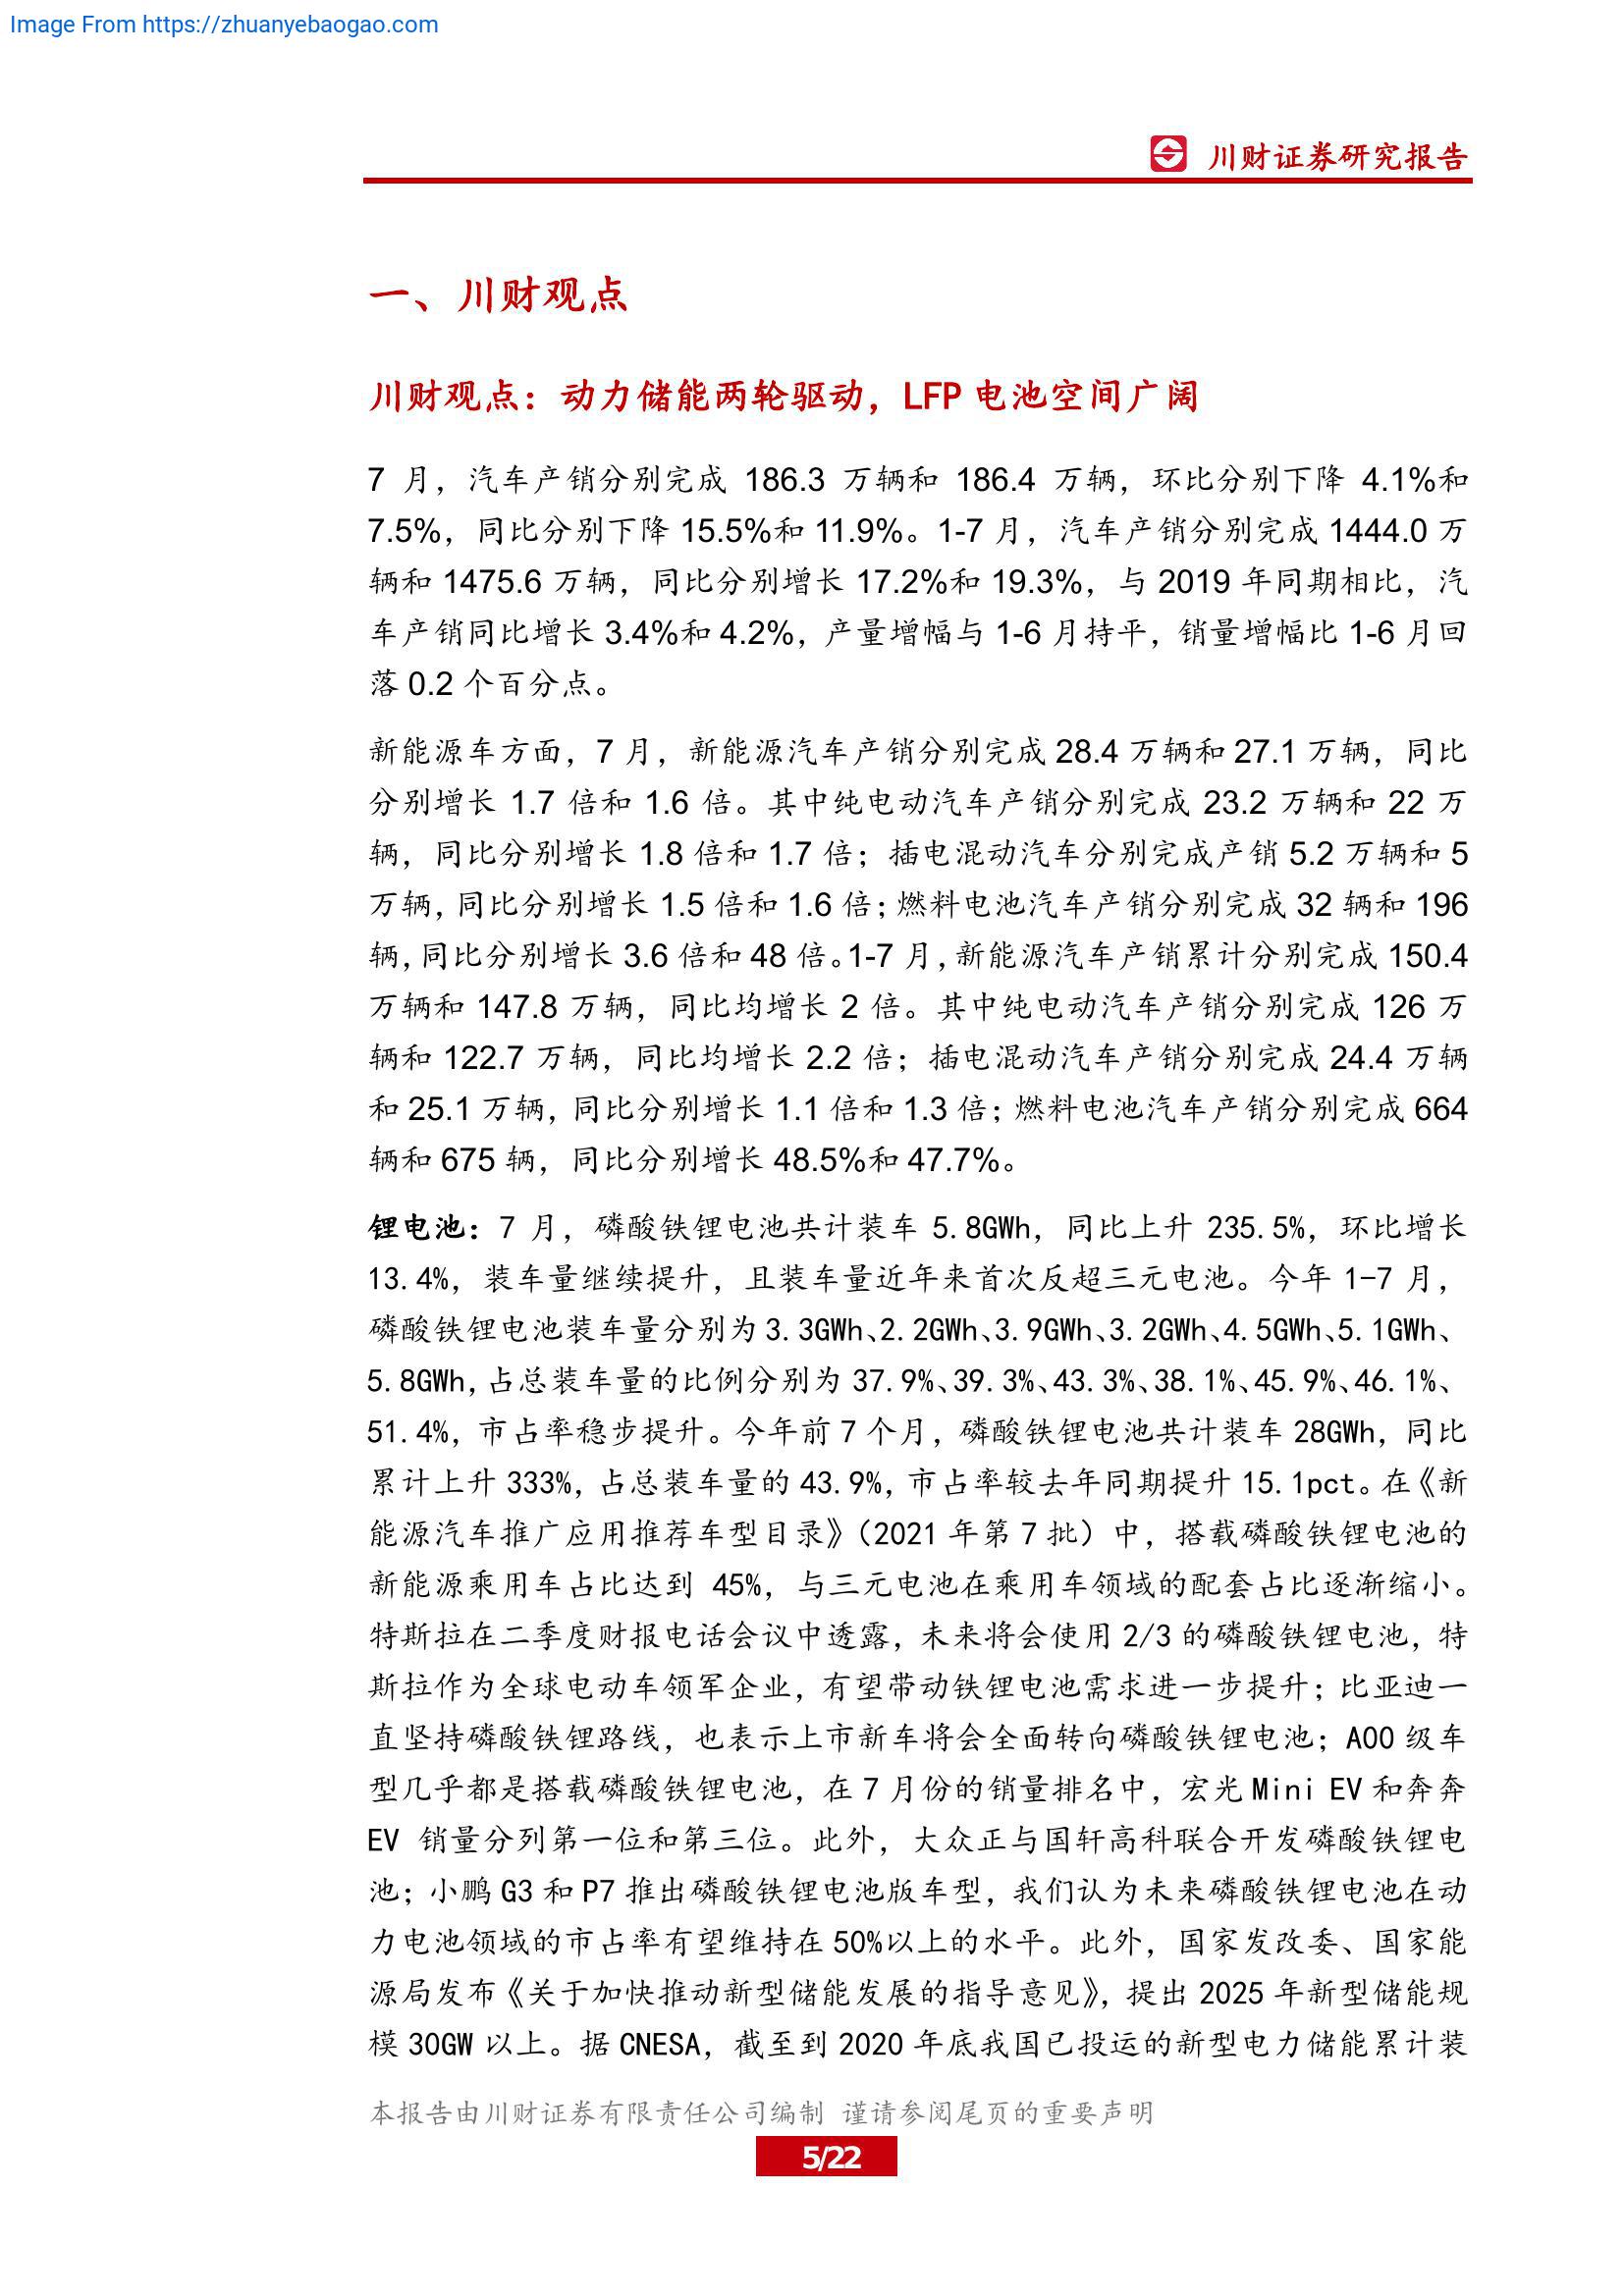 Image From https://zhuanyebaogao.com
川财证券研究报告
一、川财观点
川财观点：动力储能两轮驱动，LFP 电池空间广阔
7 月，汽车产销分别完成 186.3 万辆和 186.4 万辆，环比分别下降 4.1%和
7.5%，同比分别下降 15.5%和 11.9%。1-7 月，汽车产销分别完成 1444.0 万
辆和 1475.6 万辆，同比分别增长 17.2%和 19.3%，与 2019 年同期相比，汽
车产销同比增长 3.4%和 4.2%，产量增幅与 1-6 月持平，销量增幅比 1-6 月回
落 0.2 个百分点。
新能源车方面，7 月，新能源汽车产销分别完成 28.4 万辆和 27.1 万辆，同比
分别增长 1.7 倍和 1.6 倍。其中纯电动汽车产销分别完成 23.2 万辆和 22 万
辆，同比分别增长 1.8 倍和 1.7 倍；插电混动汽车分别完成产销 5.2 万辆和 5
万辆，同比分别增长 1.5 倍和 1.6 倍；燃料电池汽车产销分别完成 32 辆和 196
辆，同比分别增长 3.6 倍和 48 倍。1-7 月，新能源汽车产销累计分别完成 150.4
万辆和 147.8 万辆，同比均增长 2 倍。其中纯电动汽车产销分别完成 126 万
辆和 122.7 万辆，同比均增长 2.2 倍；插电混动汽车产销分别完成 24.4 万辆
和 25.1 万辆，同比分别增长 1.1 倍和 1.3 倍；燃料电池汽车产销分别完成 664
辆和 675 辆，同比分别增长 48.5%和 47.7%。
锂电池：7 月，磷酸铁锂电池共计装车 5.8GWh，同比上升 235.5%，环比增长
13.4%，装车量继续提升，且装车量近年来首次反超三元电池。今年 1-7 月，
磷酸铁锂电池装车量分别为 3.3GWh、2.2GWh、3.9GWh、3.2GWh、4.5GWh、5.1GWh、
5.8GWh，占总装车量的比例分别为 37.9%、39.3%、43.3%、38.1%、45.9%、46.1%、
51.4%，市占率稳步提升。今年前 7 个月，磷酸铁锂电池共计装车 28GWh，同比
累计上升 333%，占总装车量的 43.9%，市占率较去年同期提升 15.1pct。在《新
能源汽车推广应用推荐车型目录》（2021 年第 7 批）中，搭载磷酸铁锂电池的
新能源乘用车占比达到 45%，与三元电池在乘用车领域的配套占比逐渐缩小。
特斯拉在二季度财报电话会议中透露，未来将会使用 2/3 的磷酸铁锂电池，特
斯拉作为全球电动车领军企业，有望带动铁锂电池需求进一步提升；比亚迪一
直坚持磷酸铁锂路线，也表示上市新车将会全面转向磷酸铁锂电池；A00 级车
型几乎都是搭载磷酸铁锂电池，在 7 月份的销量排名中，宏光 Mini EV 和奔奔
EV 销量分列第一位和第三位。此外，大众正与国轩高科联合开发磷酸铁锂电
池；小鹏 G3 和 P7 推出磷酸铁锂电池版车型，我们认为未来磷酸铁锂电池在动
力电池领域的市占率有望维持在 50%以上的水平。此外，国家发改委、国家能
源局发布《关于加快推动新型储能发展的指导意见》，提出 2025 年新型储能规
模 30GW 以上。据 CNESA，截至到 2020 年底我国已投运的新型电力储能累计装
本报告由川财证券有限责任公司编制 谨请参阅尾页的重要声明
5/22